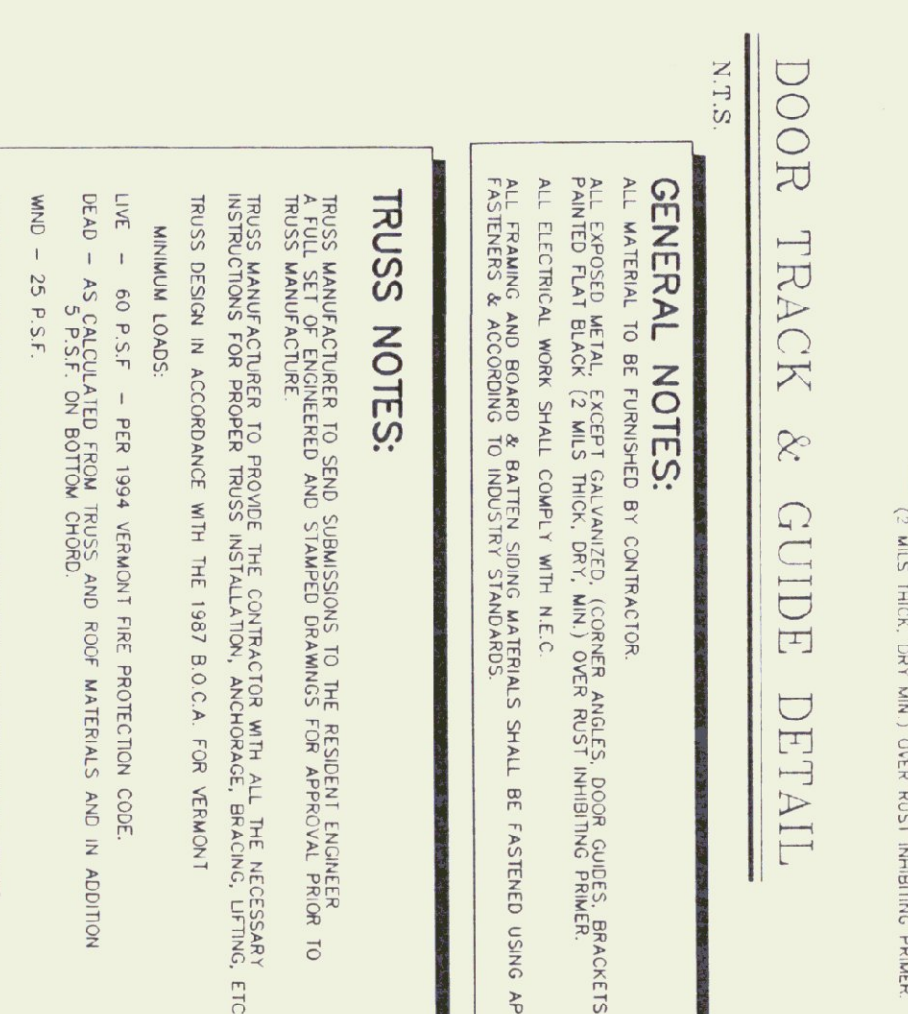 (2 MILS THICK, DRY MIN.) OVER RUST INHIBITING PRIMER.
DOOR TRACK & GUIDE DETAIL
N.T.S.
GENERAL NOTES:
ALL MATERIAL TO BE FURNISHED BY CONTRACTOR.
ALL EXPOSED METAL, EXCEPT GALVANIZED, (CORNER ANGLES, DOOR GUIDES, BRACKETS
PAINTED FLAT BLACK (2 MILS THICK, DRY, MIN.) OVER RUST INHIBITING PRIMER.
ALL ELECTRICAL WORK SHALL COMPLY WITH N.E.C.
ALL FRAMING AND BOARD & BATTEN SIDING MATERIALS SHALL BE FASTENED USING AP
FASTENERS & ACCORDING TO INDUSTRY STANDARDS.
TRUSS NOTES:
TRUSS MANUFACTURER TO SEND SUBMISSIONS TO THE RESIDENT ENGINEER
A FULL SET OF ENGINEERED AND STAMPED DRAWINGS FOR APPROVAL PRIOR TO
TRUSS MANUFACTURE.
TRUSS MANUFACTURER TO PROVIDE THE CONTRACTOR WITH ALL THE NECESSARY
INSTRUCTIONS FOR PROPER TRUSS INSTALLATION, ANCHORAGE, BRACING, LIFTING, ETC
TRUSS DESIGN IN ACCORDANCE WITH THE 1987 B.O.C.A. FOR VERMONT
MINIMUM LOADS:
LIVE - 60 P.S.F - PER 1994 VERMONT FIRE PROTECTION CODE.
DEAD - AS CALCULATED FROM TRUSS AND ROOF MATERIALS AND IN ADDITION
5 P.S.F. ON BOTTOM CHORD.
WIND - 25 P.S.F.